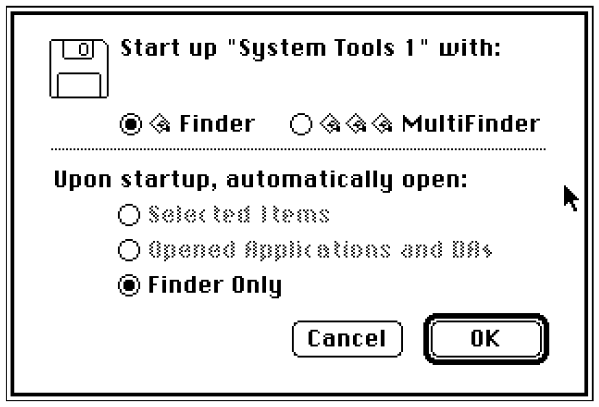 Start up "System Tools 1" with:
Finder MultiFinder
Upon startup, automatically open:
Selected Items
Opened Applications and DAs
Finder Only
Cancel OK